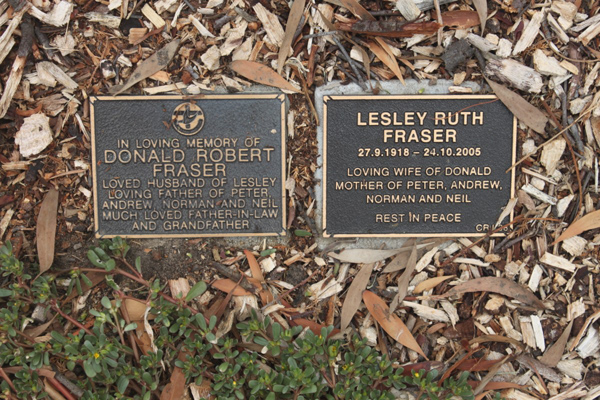 IN LOVING MEMORY OF
DONALD ROBERT
FRASER
LOVED HUSBAND OF LESLEY
LOVING FATHER OF PETER,
ANDREW, NORMAN AND NEIL
MUCH LOVED FATHER-IN-LAW
AND GRANDFATHER
LESLEY RUTH
FRASER
27.9.1918 – 24.10.2005
LOVING WIFE OF DONALD
MOTHER OF PETER, ANDREW,
NORMAN AND NEIL
REST IN PEACE